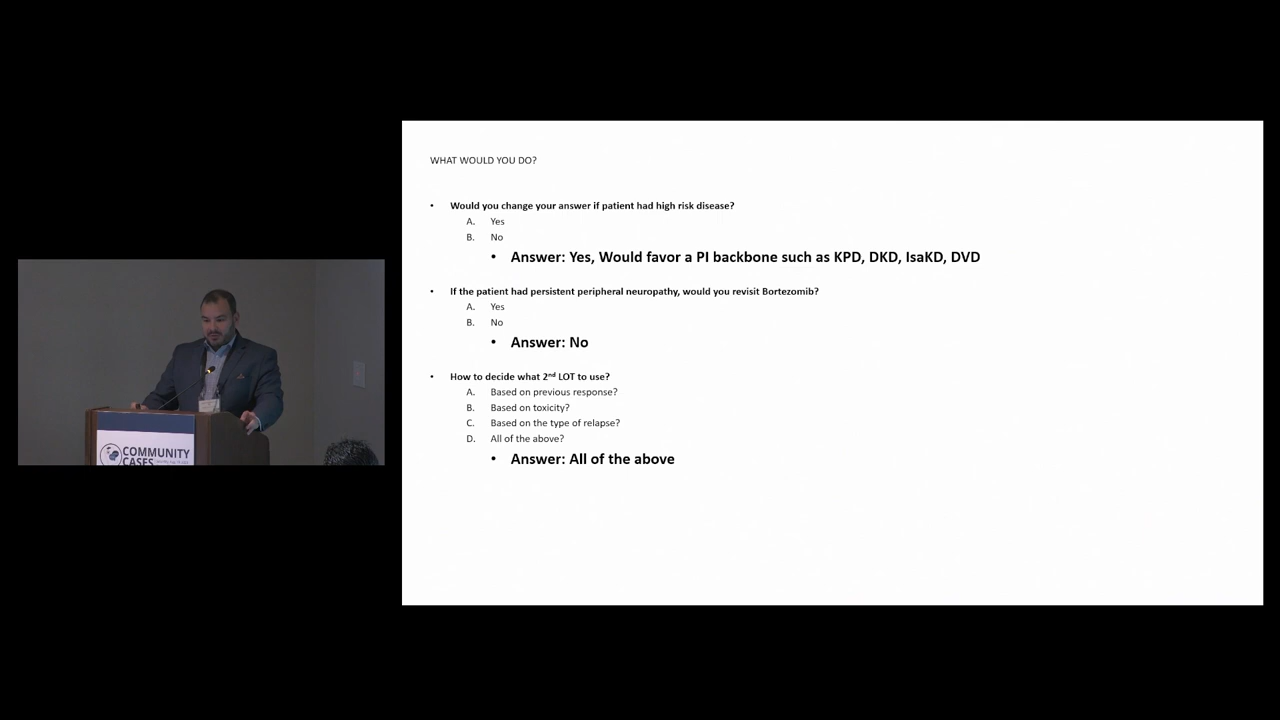 WHAT WOULD YOU DO?
• Would you change your answer if patient had high risk disease?
A. Yes
B. No
• Answer: Yes, Would favor a PI backbone such as KPD, DKD, IsaKD, DVD
• If the patient had persistent peripheral neuropathy, would you revisit Bortezomib?
A. Yes
B. No
• Answer: No
• How to decide what 2nd LOT to use?
A. Based on previous response?
B. Based on toxicity?
C. Based on the type of relapse?
D. All of the above?
• Answer: All of the above
COMMUNITY
CASES